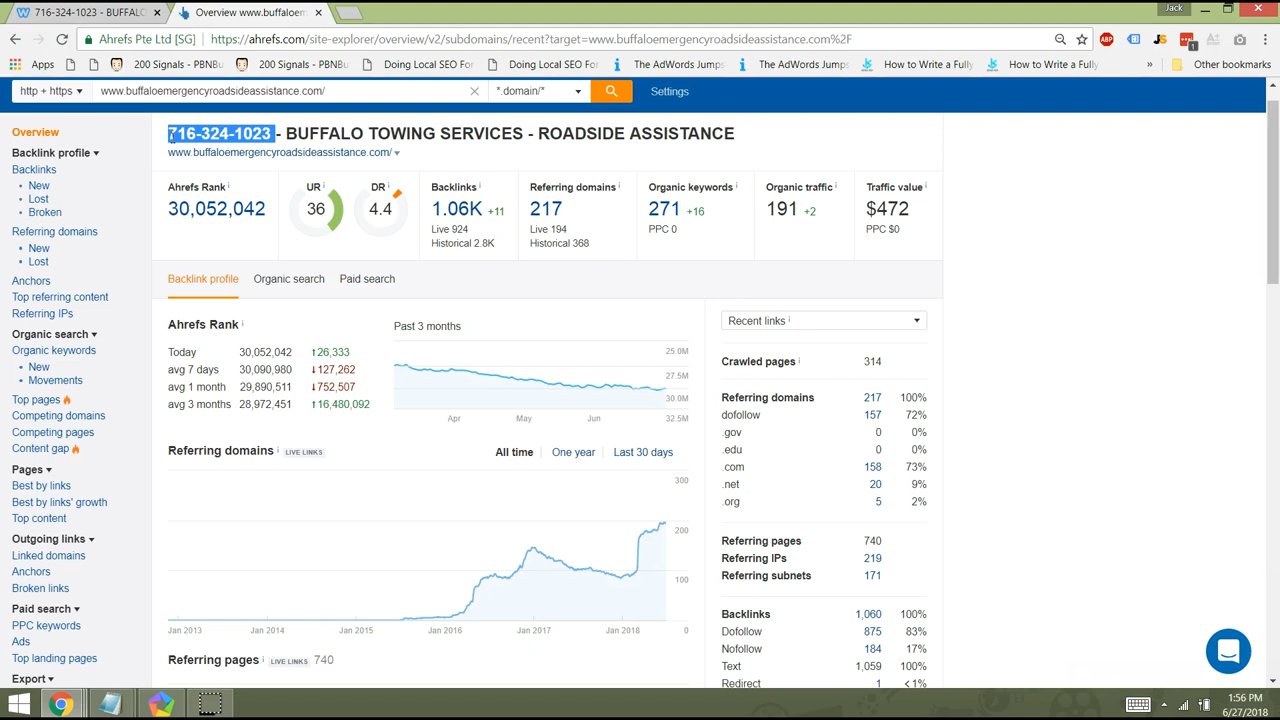 Jack
716-324-1023 - BUFFALO
Overview www.buffaloem
Ahrefs Pte Ltd [SG]
https://ahrefs.com/site-explorer/overview/v2/subdomains/recent?target=www.buffaloemergencyroadsideassistance.com%2F
ABP
JS
1
Apps
200 Signals - PBNBu
200 Signals - PBNBu
Doing Local SEO For
Doing Local SEO For
The AdWords Jump
The AdWords Jump
How to Write a Fully
How to Write a Fully
»
Other bookmarks
http + https
www.buffaloemergencyroadsideassistance.com/
*.domain/*
Settings
Overview
Backlink profile
Backlinks
• New
• Lost
• Broken
Referring domains
• New
• Lost
Anchors
Top referring content
Referring IPs
Organic search
Organic keywords
• New
• Movements
Top pages
Competing domains
Competing pages
Content gap
Pages
Best by links
Best by links' growth
Top content
Outgoing links
Linked domains
Anchors
Broken links
Paid search
PPC keywords
Ads
Top landing pages
Export
716-324-1023 - BUFFALO TOWING SERVICES - ROADSIDE ASSISTANCE
www.buffaloemergencyroadsideassistance.com/
Ahrefs Rank
30,052,042
UR
36
DR
4.4
Backlinks
1.06K +11
Live 924
Historical 2.8K
Referring domains
217
Live 194
Historical 368
Organic keywords
271 +16
PPC 0
Organic traffic
191 +2
Traffic value
$472
PPC $0
Backlink profile
Organic search
Paid search
Ahrefs Rank
Today 30,052,042 ↑26,333
avg 7 days 30,090,980 ↓127,262
avg 1 month 29,890,511 ↓752,507
avg 3 months 28,972,451 ↑16,480,092
Past 3 months
25.0M
27.5M
30.0M
32.5M
Apr May Jun
Referring domains LIVE LINKS
All time One year Last 30 days
300
200
100
0
Jan 2013 Jan 2014 Jan 2015 Jan 2016 Jan 2017 Jan 2018
Referring pages LIVE LINKS 740
Recent links
Crawled pages 314
Referring domains 217 100%
dofollow 157 72%
.gov 0 0%
.edu 0 0%
.com 158 73%
.net 20 9%
.org 5 2%
Referring pages 740
Referring IPs 219
Referring subnets 171
Backlinks 1,060 100%
Dofollow 875 83%
Nofollow 184 17%
Text 1,059 100%
Redirect 1 <1%
1:56 PM
6/27/2018